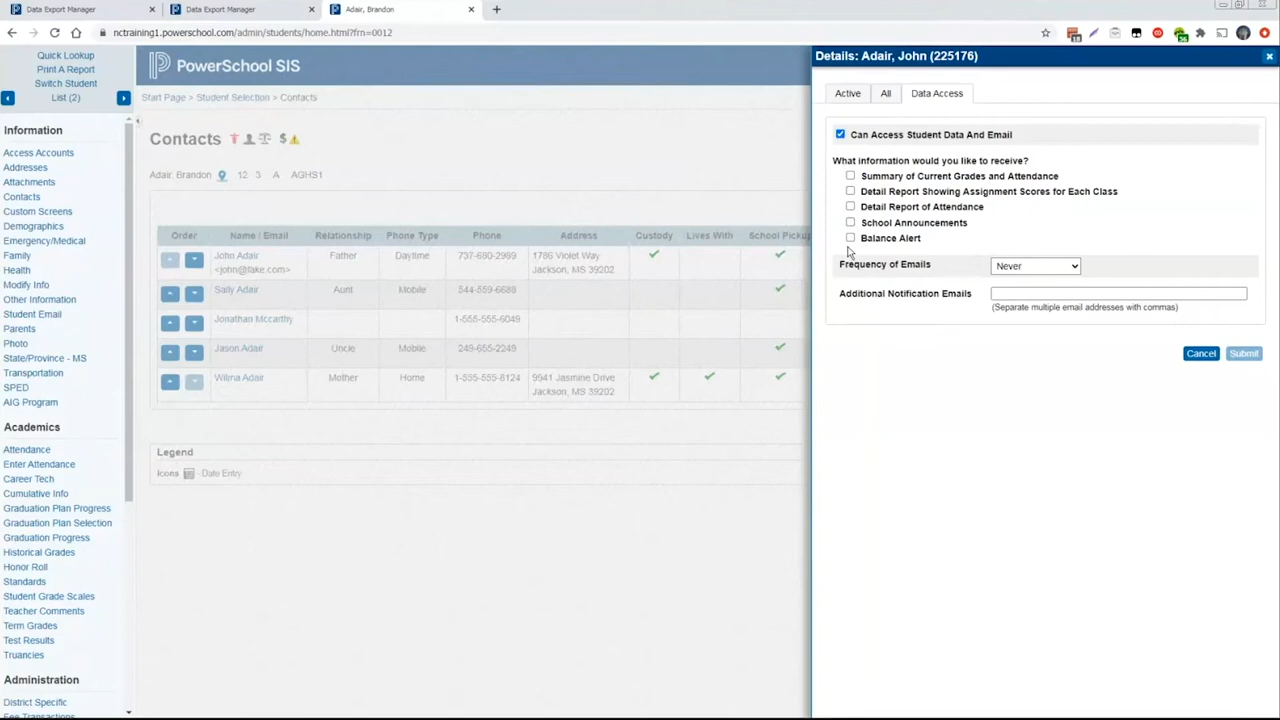 Data Export Manager
Data Export Manager
Adair, Brandon
nctraining1.powerschool.com/admin/students/home.html?frn=0012
Quick Lookup
Print A Report
Switch Student
List (2)
Information
Access Accounts
Addresses
Attachments
Contacts
Custom Screens
Demographics
Emergency/Medical
Family
Health
Modify Info
Other Information
Student Email
Parents
Photo
State/Province - MS
Transportation
SPED
AIG Program
Academics
Attendance
Enter Attendance
Career Tech
Cumulative Info
Graduation Plan Progress
Graduation Plan Selection
Graduation Progress
Historical Grades
Honor Roll
Standards
Student Grade Scales
Teacher Comments
Term Grades
Test Results
Truancies
Administration
District Specific
Fee Transactions
PowerSchool SIS
Start Page > Student Selection > Contacts
Contacts
Adair, Brandon 12 3 A AGHS1
Order Name / Email Relationship Phone Type Phone Address Custody Lives With School Pickup
John Adair Father Daytime 737-690-2989 1786 Violet Way
<john@fake.com> Jackson, MS 39202
Sally Adair Aunt Mobile 544-559-6688
Jonathan Mccarthy 1-555-555-6049
Jason Adair Uncle Mobile 249-655-2249
Wilma Adair Mother Home 1-555-555-8124 9941 Jasmine Drive
Jackson, MS 39202
Legend
Icons - Date Entry
Details: Adair, John (225176)
Active All Data Access
Can Access Student Data And Email
What information would you like to receive?
Summary of Current Grades and Attendance
Detail Report Showing Assignment Scores for Each Class
Detail Report of Attendance
School Announcements
Balance Alert
Frequency of Emails Never
Additional Notification Emails
(Separate multiple email addresses with commas)
Cancel Submit